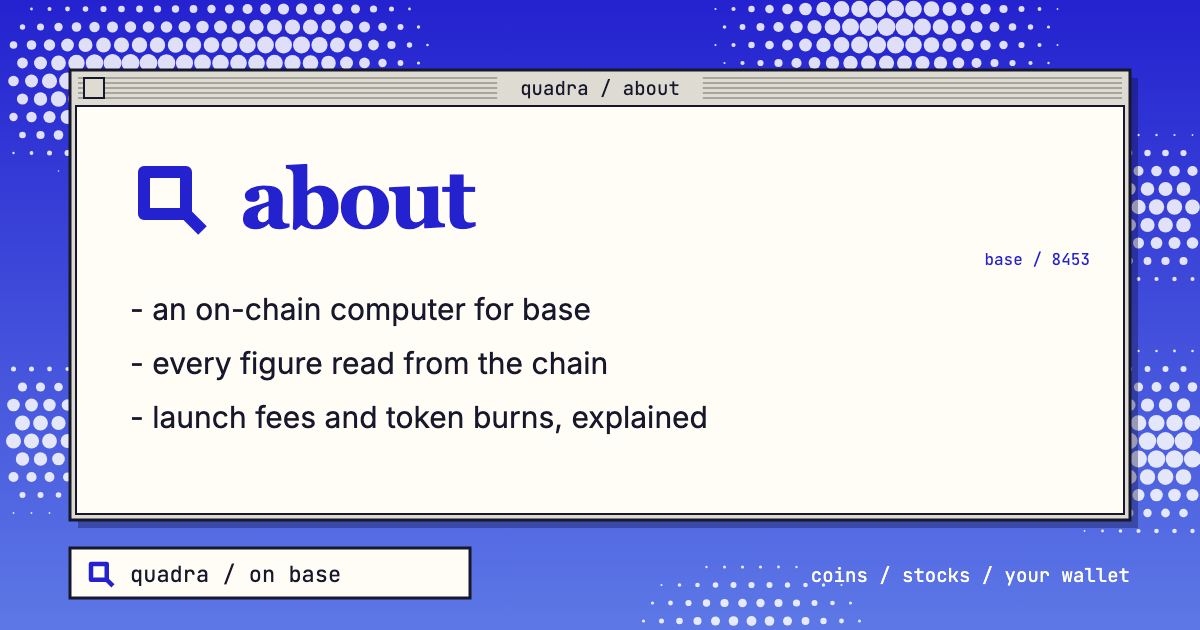 quadra / about
about
base / 8453
- an on-chain computer for base
- every figure read from the chain
- launch fees and token burns, explained
quadra / on base
coins / stocks / your wallet